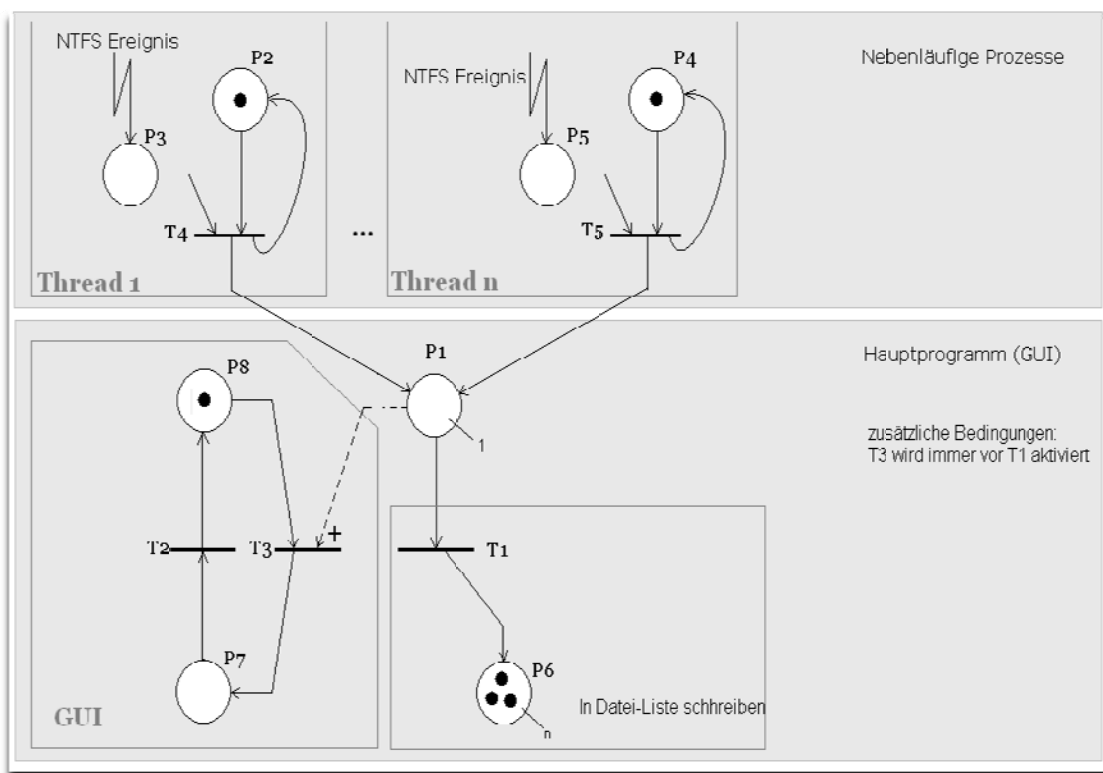 NTFS Ereignis
P2
P3
T4
Thread 1
...
NTFS Ereignis
P4
P5
T5
Thread n
Nebenläufige Prozesse
P1
1
Hauptprogramm (GUI)
zusätzliche Bedingungen:
T3 wird immer vor T1 aktiviert
P8
T2
T3
+
P7
GUI
T1
P6
n
In Datei-Liste schhreiben